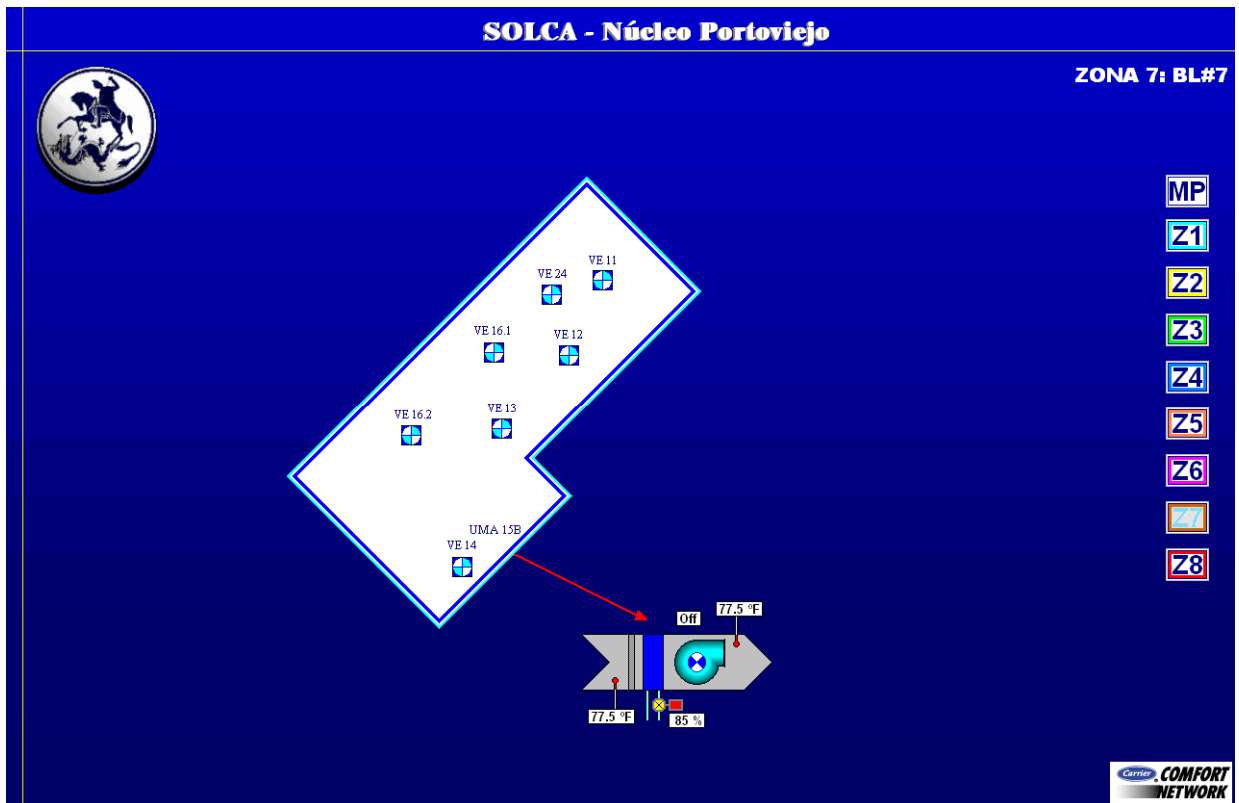 SOLCA - Núcleo Portoviejo
ZONA 7: BL#7
MP
Z1
Z2
Z3
Z4
Z5
Z6
Z7
Z8
VE 11
VE 24
VE 16.1
VE 12
VE 16.2
VE 13
UMA 15B
VE 14
Off
77.5 °F
77.5 °F
85 %
Carrier COMFORT
NETWORK